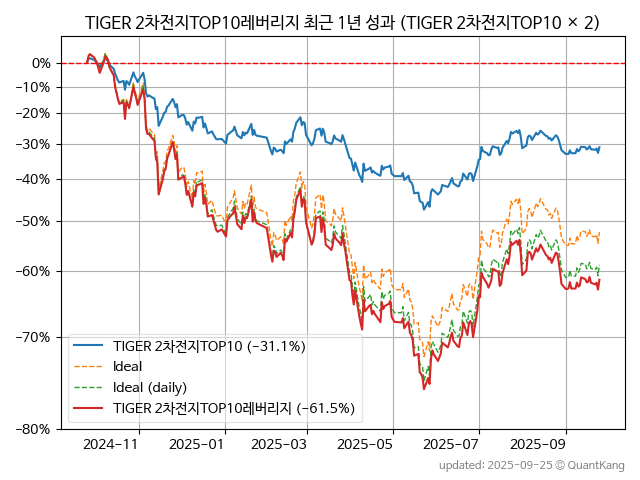 TIGER 2차전지TOP10레버리지 최근 1년 성과 (TIGER 2차전지TOP10 × 2)
0%
−10%
−20%
−30%
−40%
−50%
−60%
−70%
−80%
TIGER 2차전지TOP10 (−31.1%)
Ideal
Ideal (daily)
TIGER 2차전지TOP10레버리지 (−61.5%)
2024-11 2025-01 2025-03 2025-05 2025-07 2025-09
updated: 2025-09-25 © QuantKang